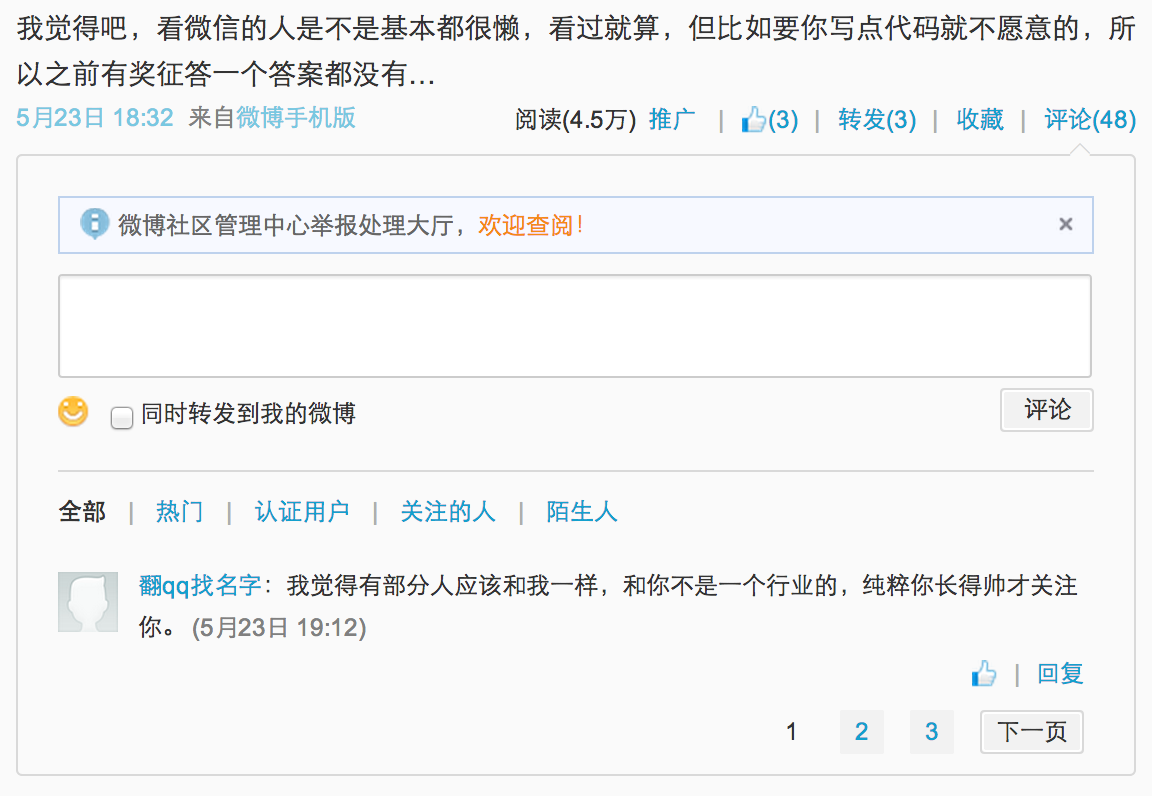 我觉得吧，看微信的人是不是基本都很懒，看过就算，但比如要你写点代码就不愿意的，所
以之前有奖征答一个答案都没有…
5月23日 18:32 来自微博手机版 阅读(4.5万) 推广 | (3) | 转发(3) | 收藏 | 评论(48)
微博社区管理中心举报处理大厅，欢迎查阅！ ×
同时转发到我的微博 评论
全部 | 热门 | 认证用户 | 关注的人 | 陌生人
翻qq找名字：我觉得有部分人应该和我一样，和你不是一个行业的，纯粹你长得帅才关注
你。 (5月23日 19:12)
| 回复
1 2 3 下一页